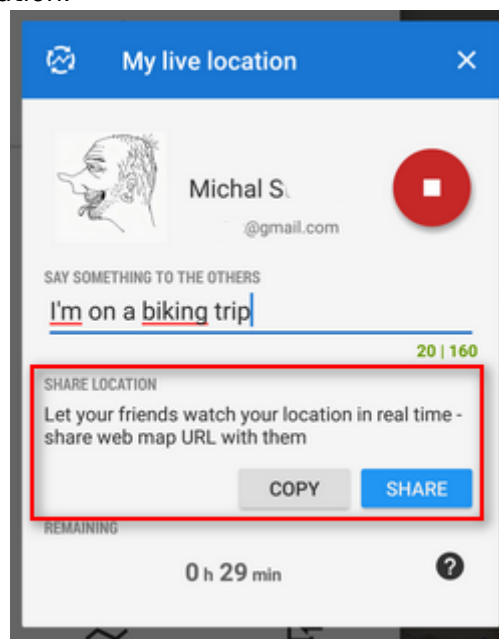 My live location
Michal S
@gmail.com
SAY SOMETHING TO THE OTHERS
I'm on a biking trip
20 | 160
SHARE LOCATION
Let your friends watch your location in real time -
share web map URL with them
COPY SHARE
REMAINING
0 h 29 min